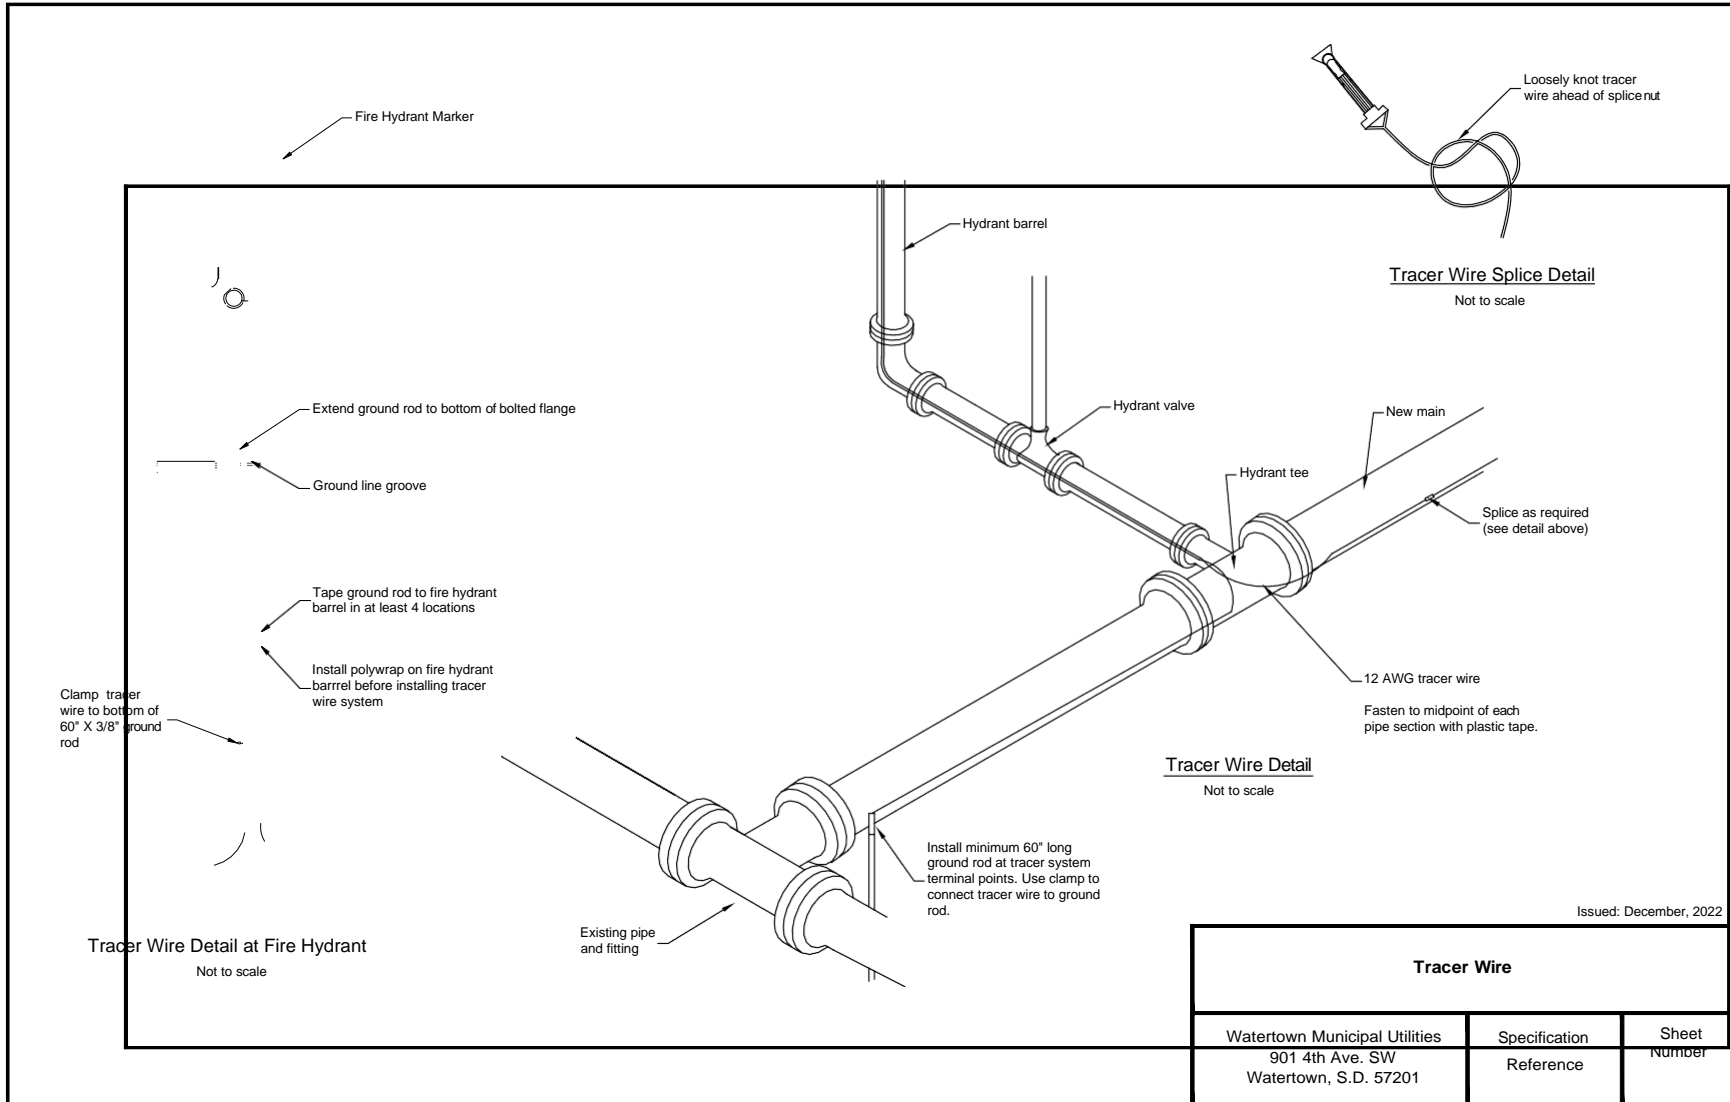 Loosely knot tracer
wire ahead of splice nut
Fire Hydrant Marker
Hydrant barrel
Tracer Wire Splice Detail
Not to scale
Extend ground rod to bottom of bolted flange
Hydrant valve
New main
Ground line groove
Hydrant tee
Splice as required
(see detail above)
Tape ground rod to fire hydrant
barrel in at least 4 locations
Install polywrap on fire hydrant
barrrel before installing tracer
wire system
Clamp tracer
wire to bottom of
60" X 3/8" ground
rod
12 AWG tracer wire
Fasten to midpoint of each
pipe section with plastic tape.
Tracer Wire Detail
Not to scale
Install minimum 60" long
ground rod at tracer system
terminal points. Use clamp to
connect tracer wire to ground
rod.
Existing pipe
and fitting
Tracer Wire Detail at Fire Hydrant
Not to scale
Issued: December, 2022
Tracer Wire
Watertown Municipal Utilities
901 4th Ave. SW
Watertown, S.D. 57201
Specification
Reference
Sheet
Number